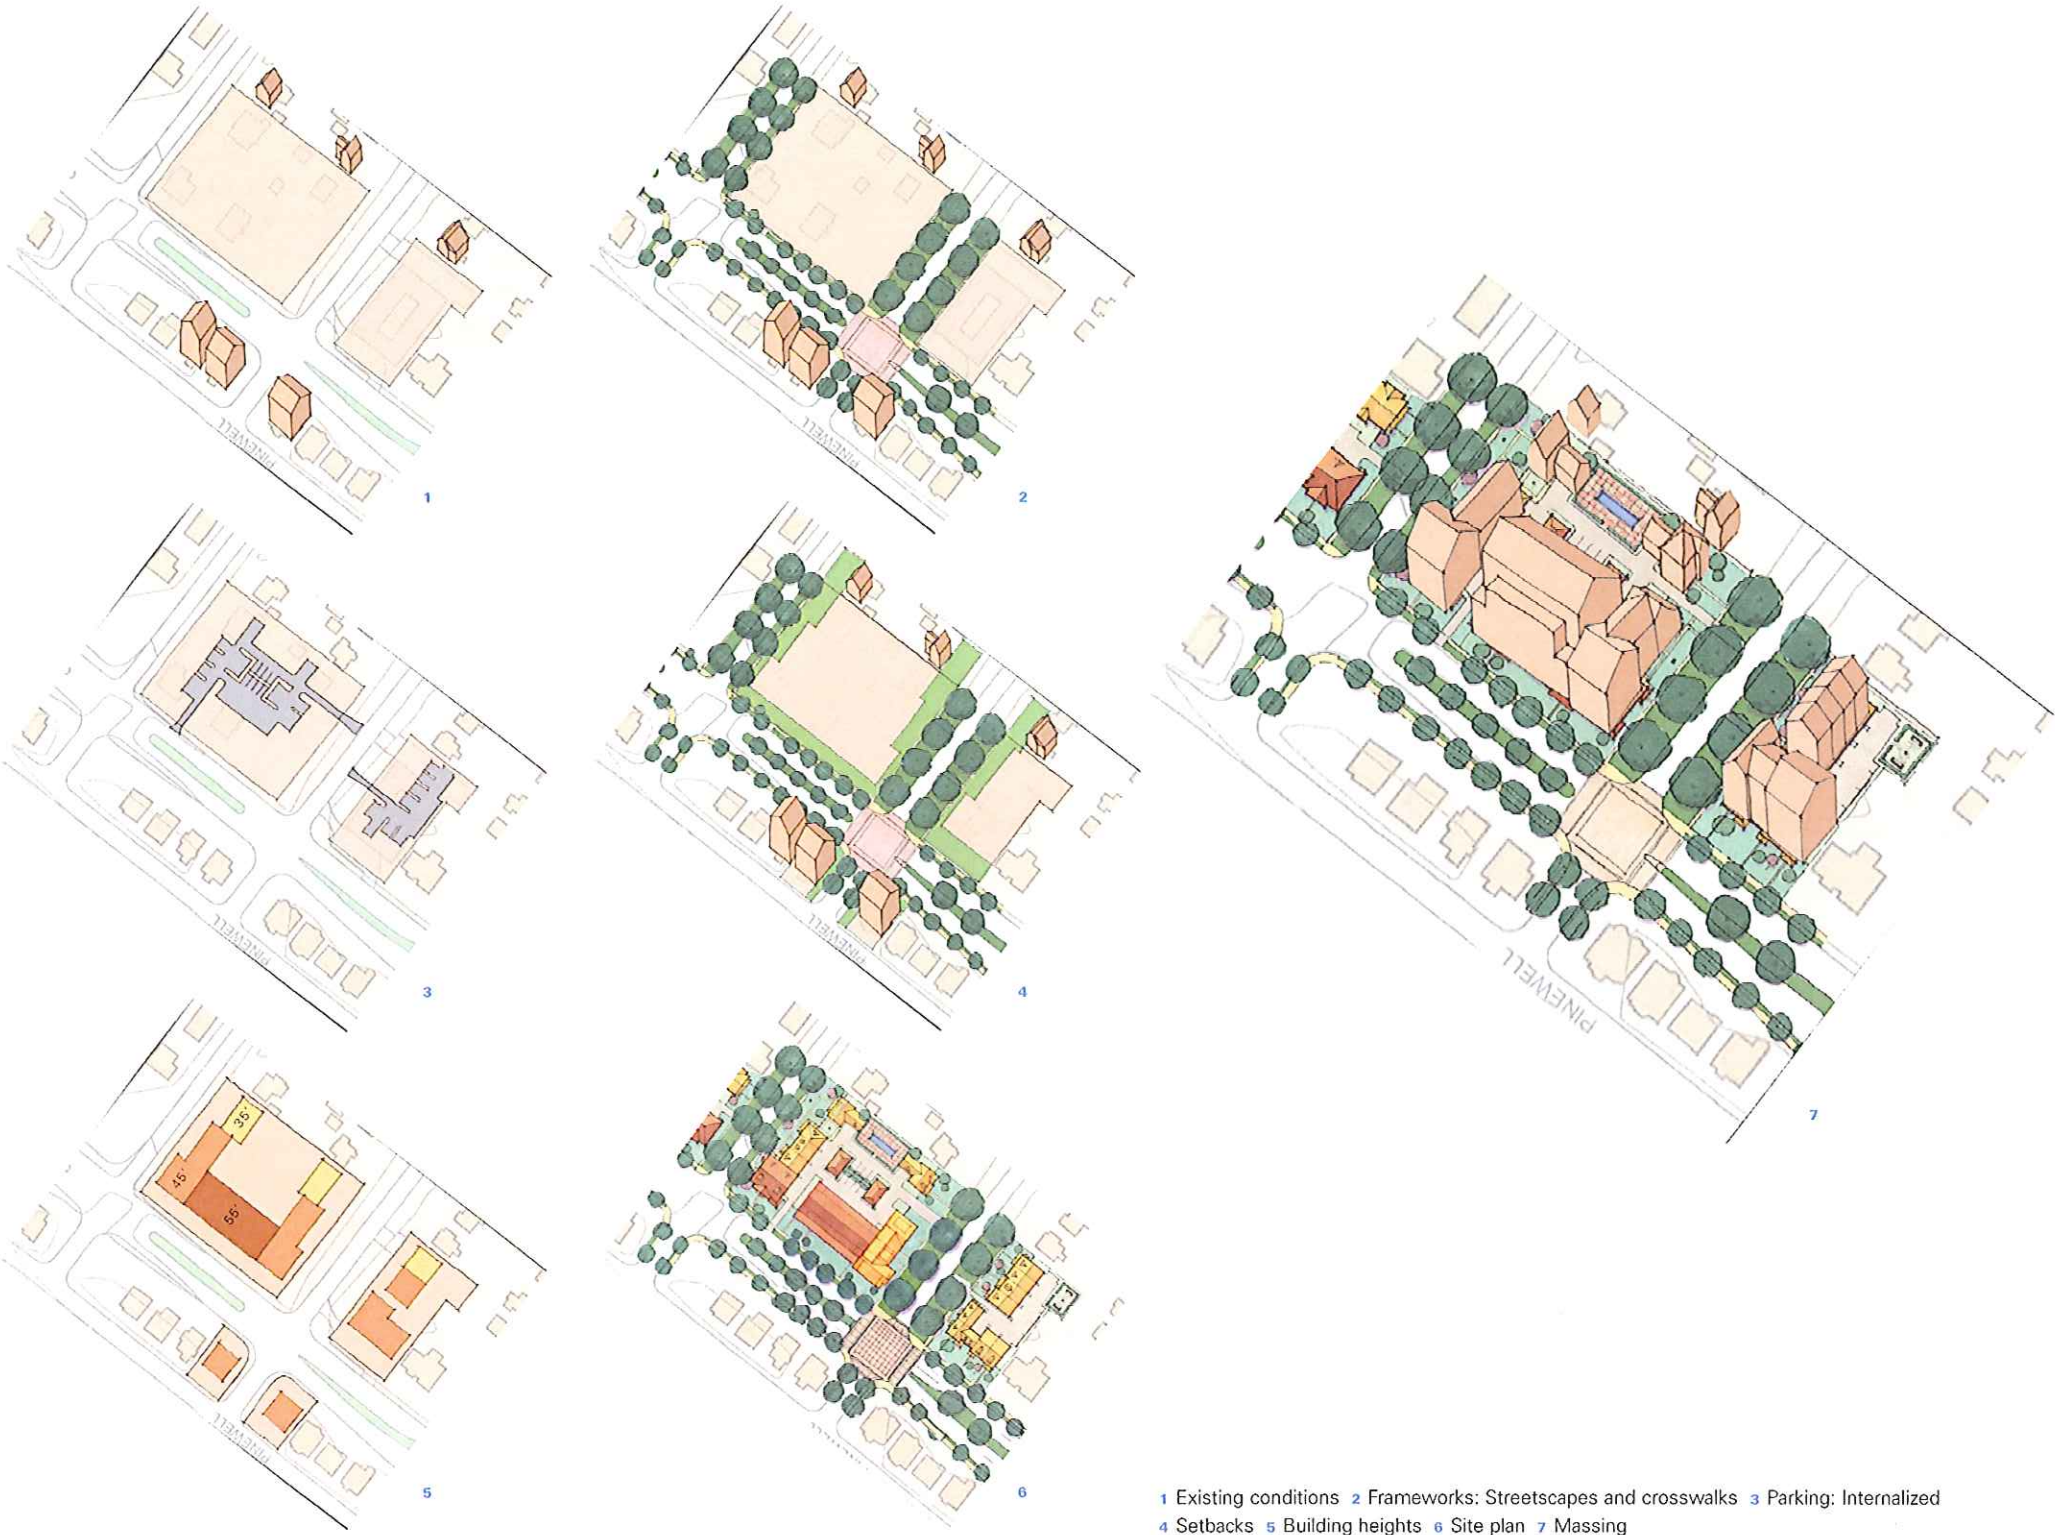 PINEWELL
1
PINEWELL
2
PINEWELL
3
PINEWELL
4
35'
45'
55'
PINEWELL
5
6
PINEWELL
7
1 Existing conditions 2 Frameworks: Streetscapes and crosswalks 3 Parking: Internalized
4 Setbacks 5 Building heights 6 Site plan 7 Massing